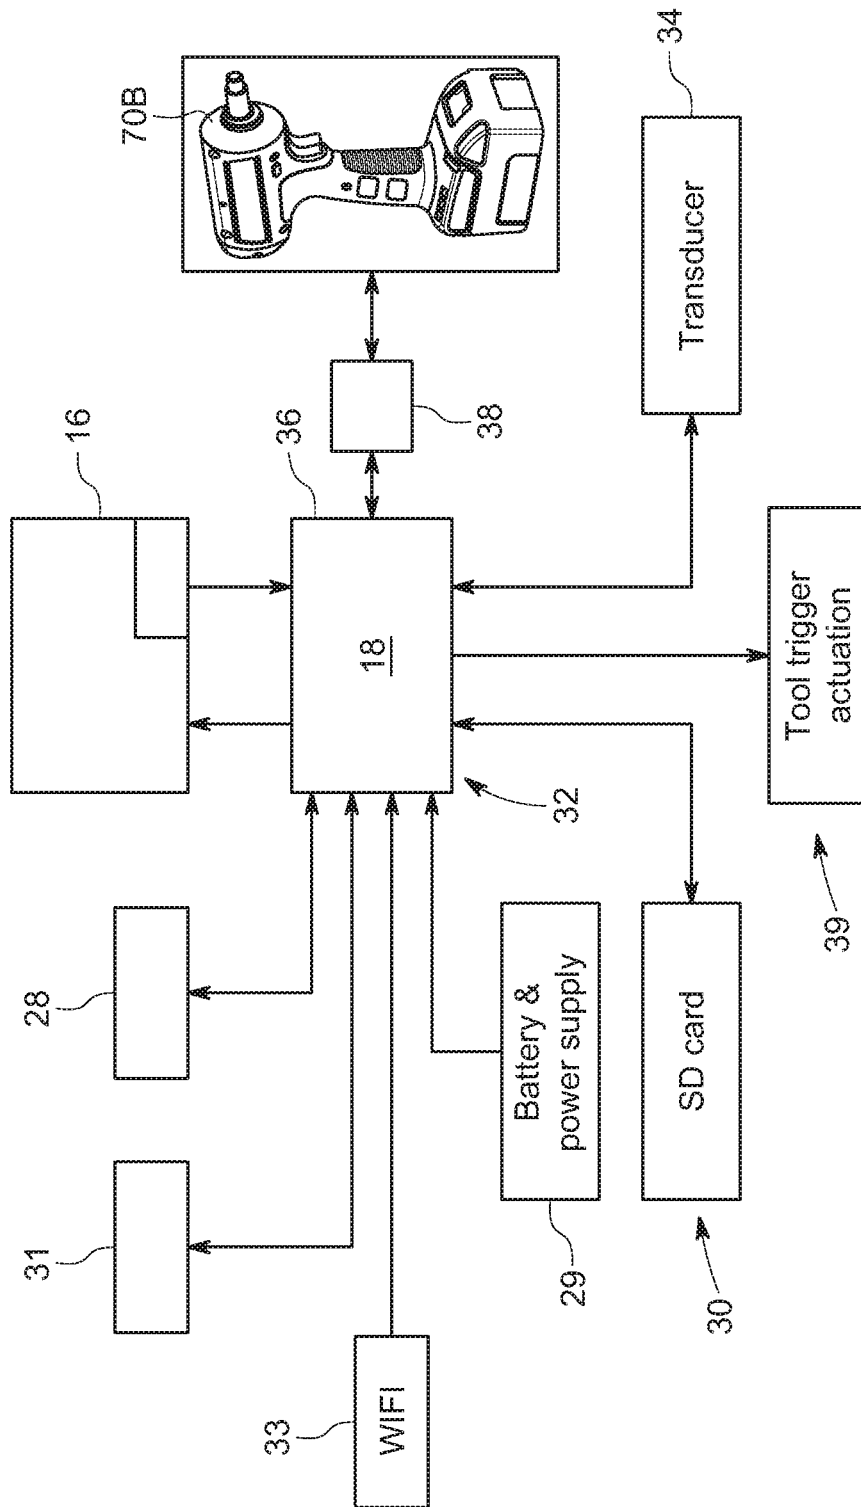 31
28
16
70B
33
36
WIFI
18
38
Battery &
power supply
29
32
SD card
Transducer
34
30
Tool trigger
actuation
39